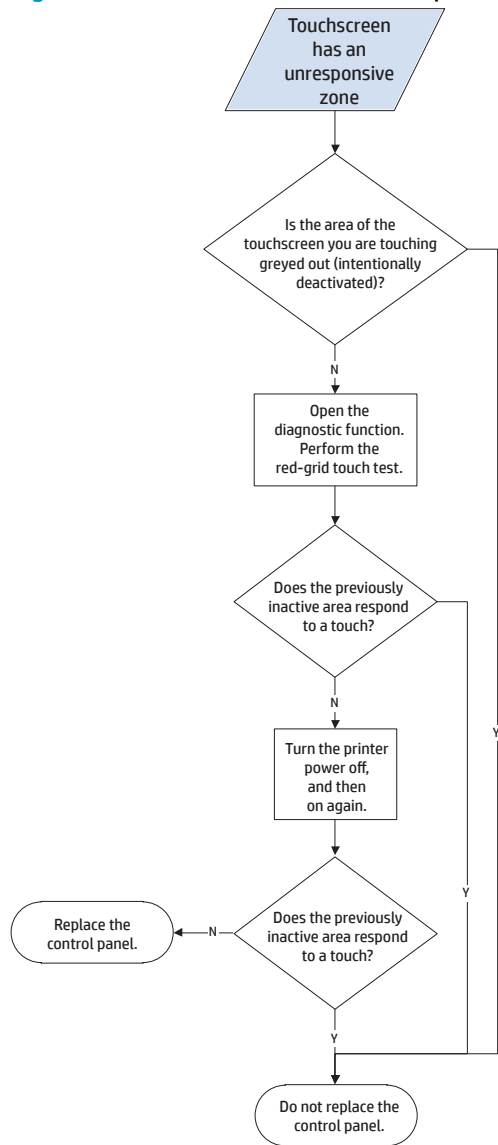 Touchscreen
has an
unresponsive
zone
Is the area of the
touchscreen you are touching
greyed out (intentionally
deactivated)?
N
Open the
diagnostic function.
Perform the
red-grid touch test.
Does the previously
inactive area respond
to a touch?
N
Y
Turn the printer
power off,
and then
on again.
Y
Replace the
control panel.
N
Does the previously
inactive area respond
to a touch?
Y
Do not replace the
control panel.